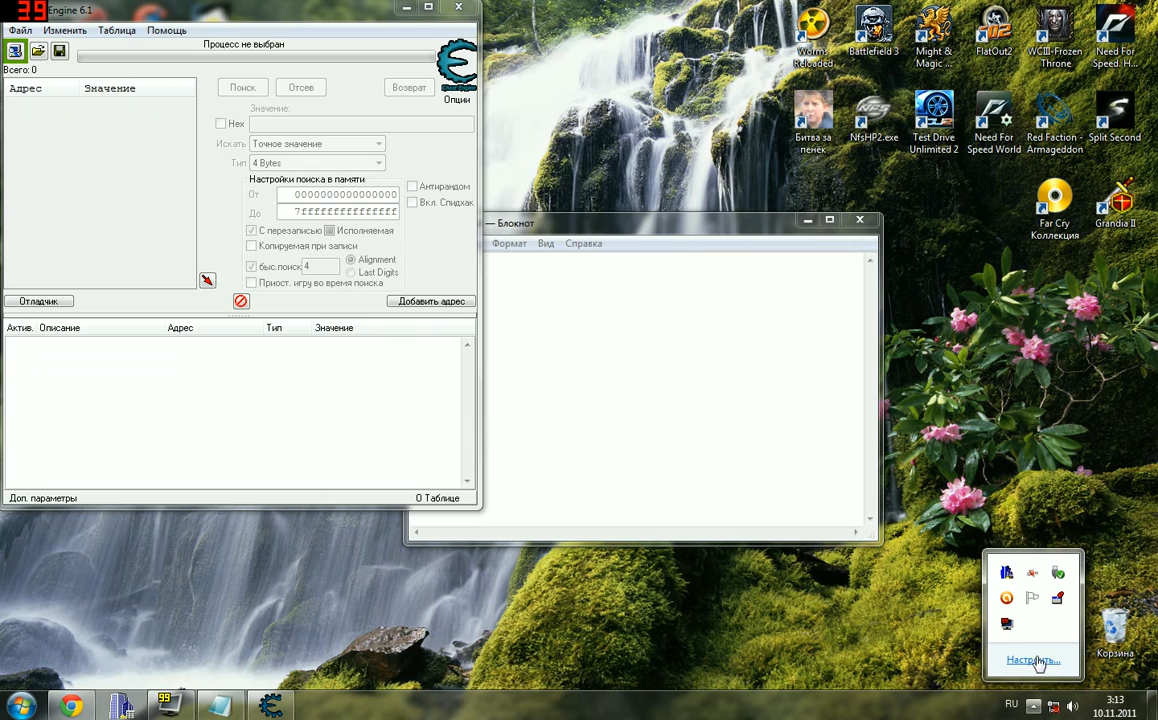 39
Engine 6.1
Файл Изменить Таблица Помощь
Процесс не выбран
Всего: 0
Адрес Значение
Поиск Отсев Возврат
Cheat Engine
Опции
Значение:
Hex
Искать Точное значение
Тип 4 Bytes
Настройки поиска в памяти
От 0000000000000000
До 7fffffffffffffff
Антирандом
Вкл. Спидхак
С перезаписью Исполняемая
Копируемая при записи
быс.поиск 4 Alignment
Last Digits
Приост. игру во время поиска
Отладчик Добавить адрес
Актив. Описание Адрес Тип Значение
Доп. параметры 0 Таблице
— Блокнот
Формат Вид Справка
Worms Reloaded
Battlefield 3
Might & Magic ...
FlatOut2
WCIII-Frozen Throne
Need For Speed. H...
Битва за пенек
NfsHP2.exe
Test Drive Unlimited 2
Need For Speed World
Red Faction - Armageddon
Split Second
Far Cry Коллекция
Grandia II
Корзина
99
RU
3:13
10.11.2011